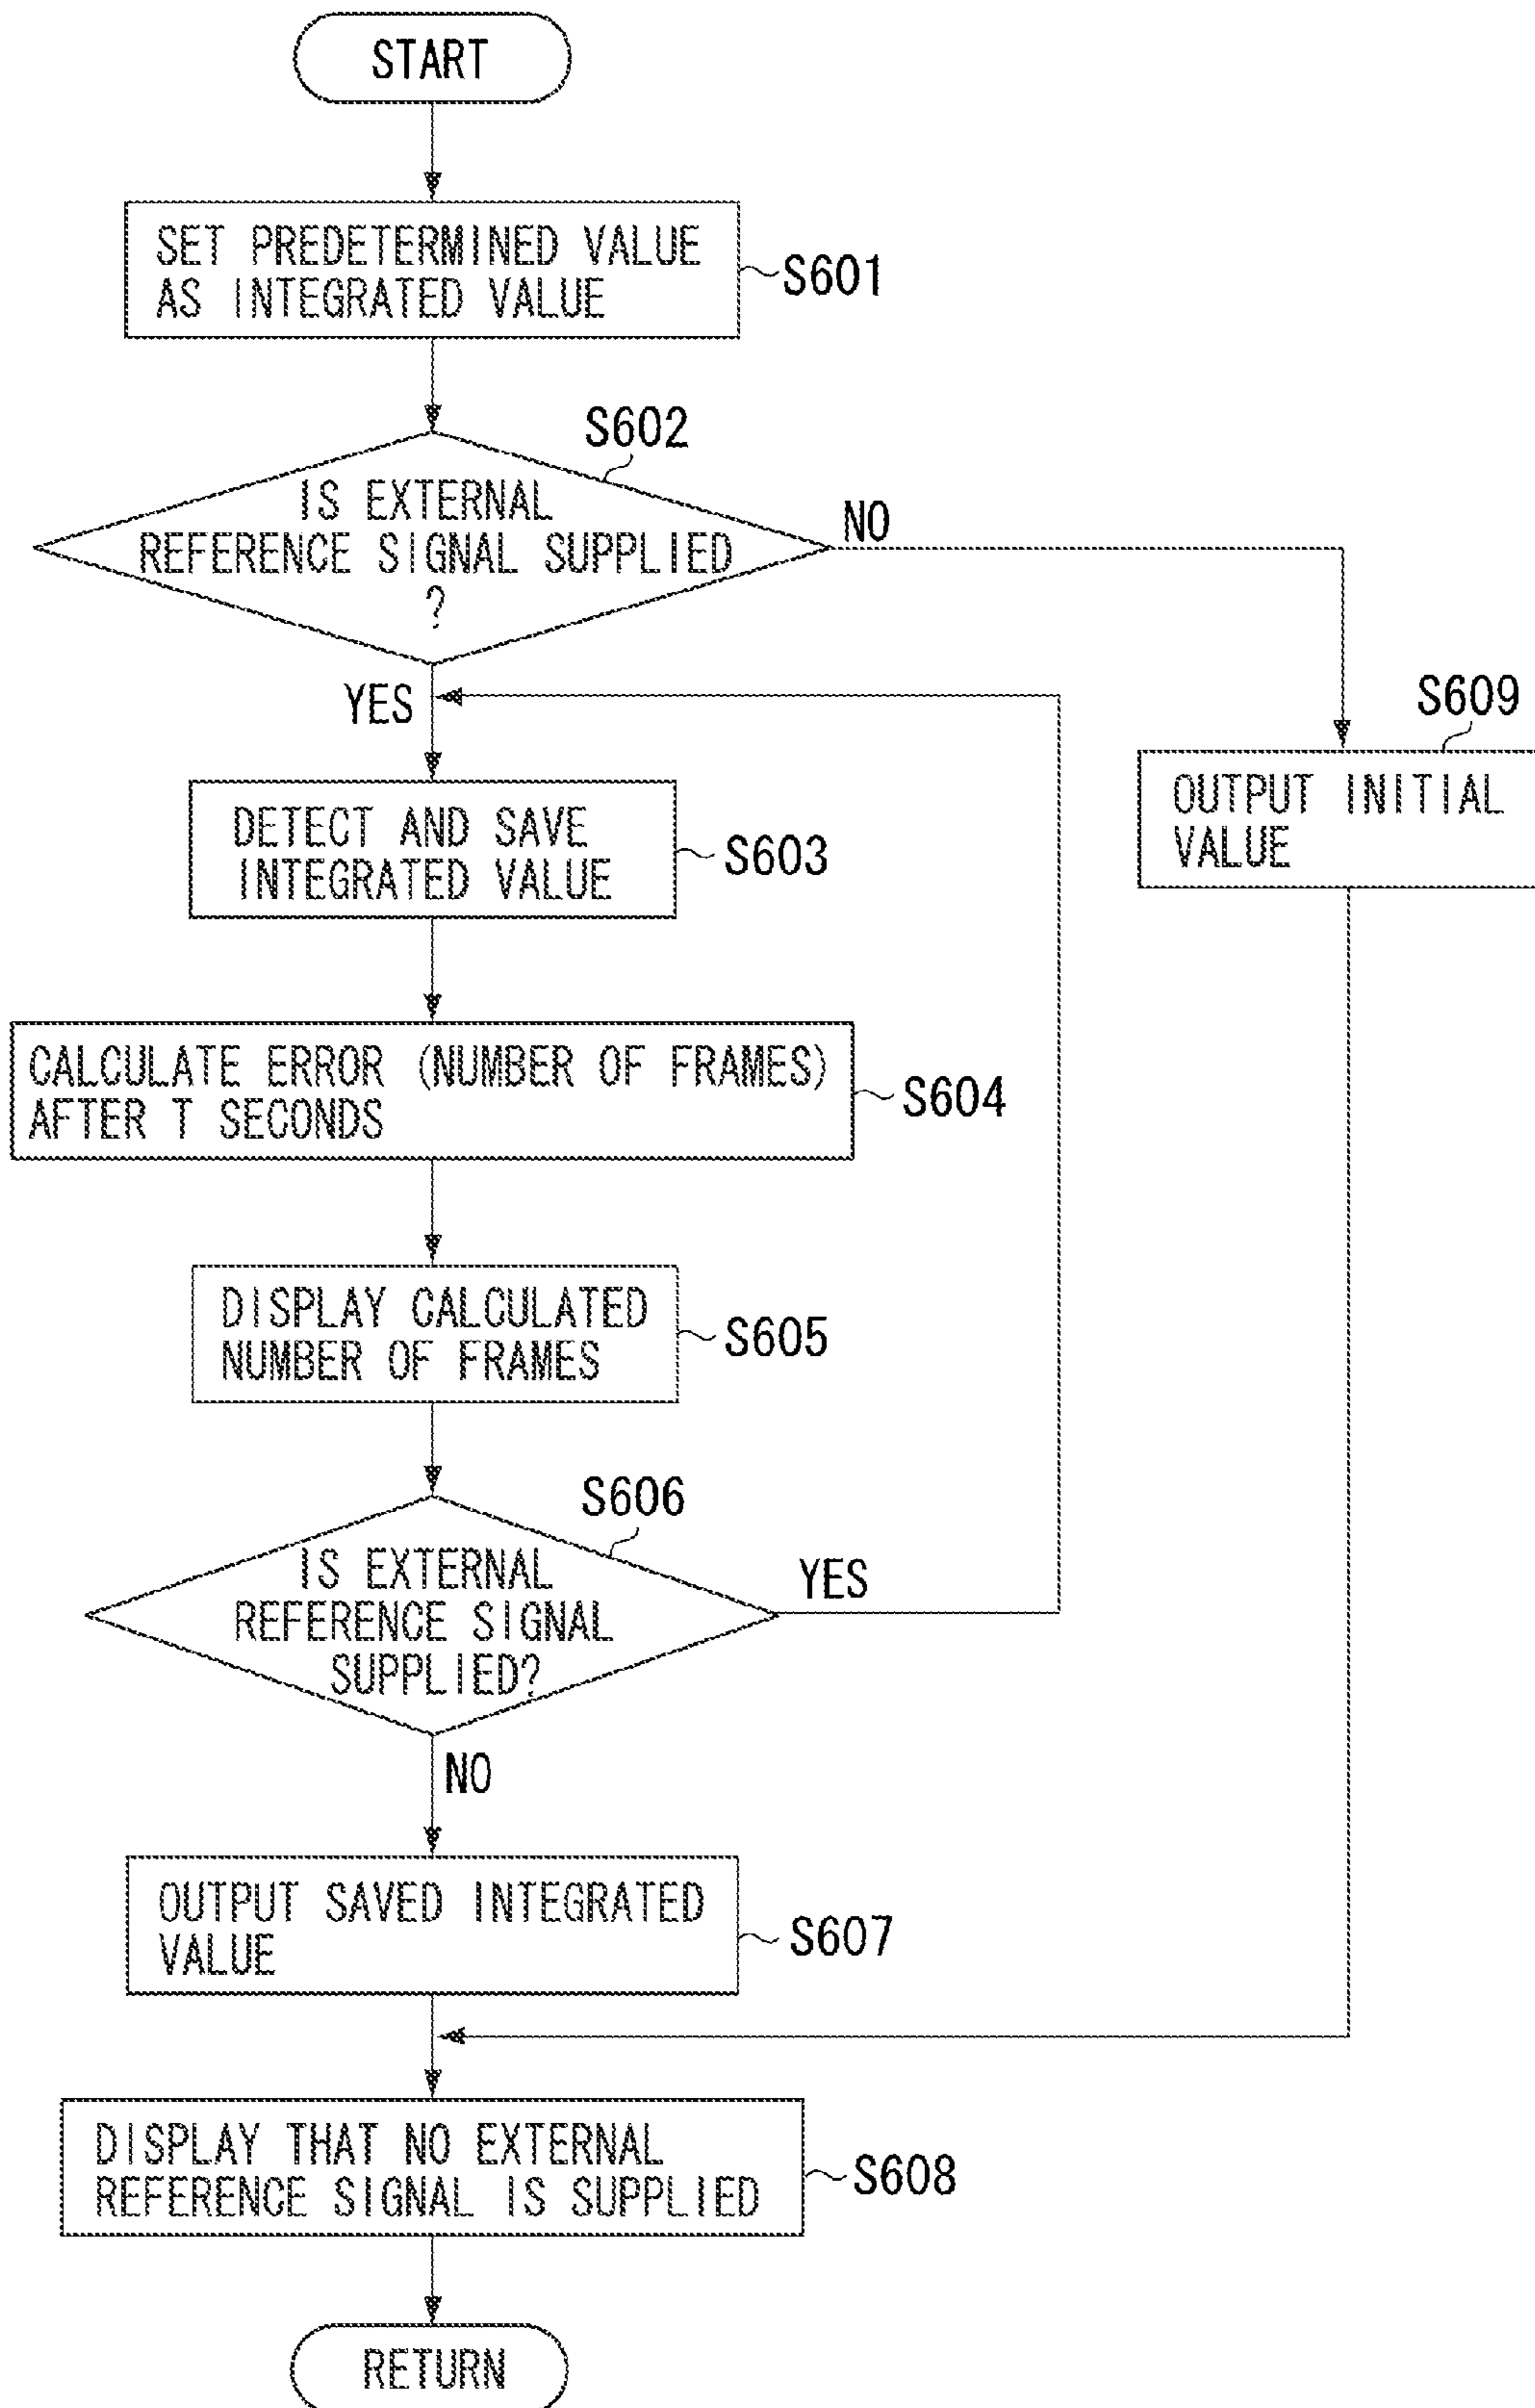 START
SET PREDETERMINED VALUE
AS INTEGRATED VALUE
S601
S602
IS EXTERNAL
REFERENCE SIGNAL SUPPLIED
?
NO
YES
S609
OUTPUT INITIAL
VALUE
DETECT AND SAVE
INTEGRATED VALUE
S603
CALCULATE ERROR (NUMBER OF FRAMES)
AFTER T SECONDS
S604
DISPLAY CALCULATED
NUMBER OF FRAMES
S605
S606
IS EXTERNAL
REFERENCE SIGNAL
SUPPLIED?
YES
NO
OUTPUT SAVED INTEGRATED
VALUE
S607
DISPLAY THAT NO EXTERNAL
REFERENCE SIGNAL IS SUPPLIED
S608
RETURN